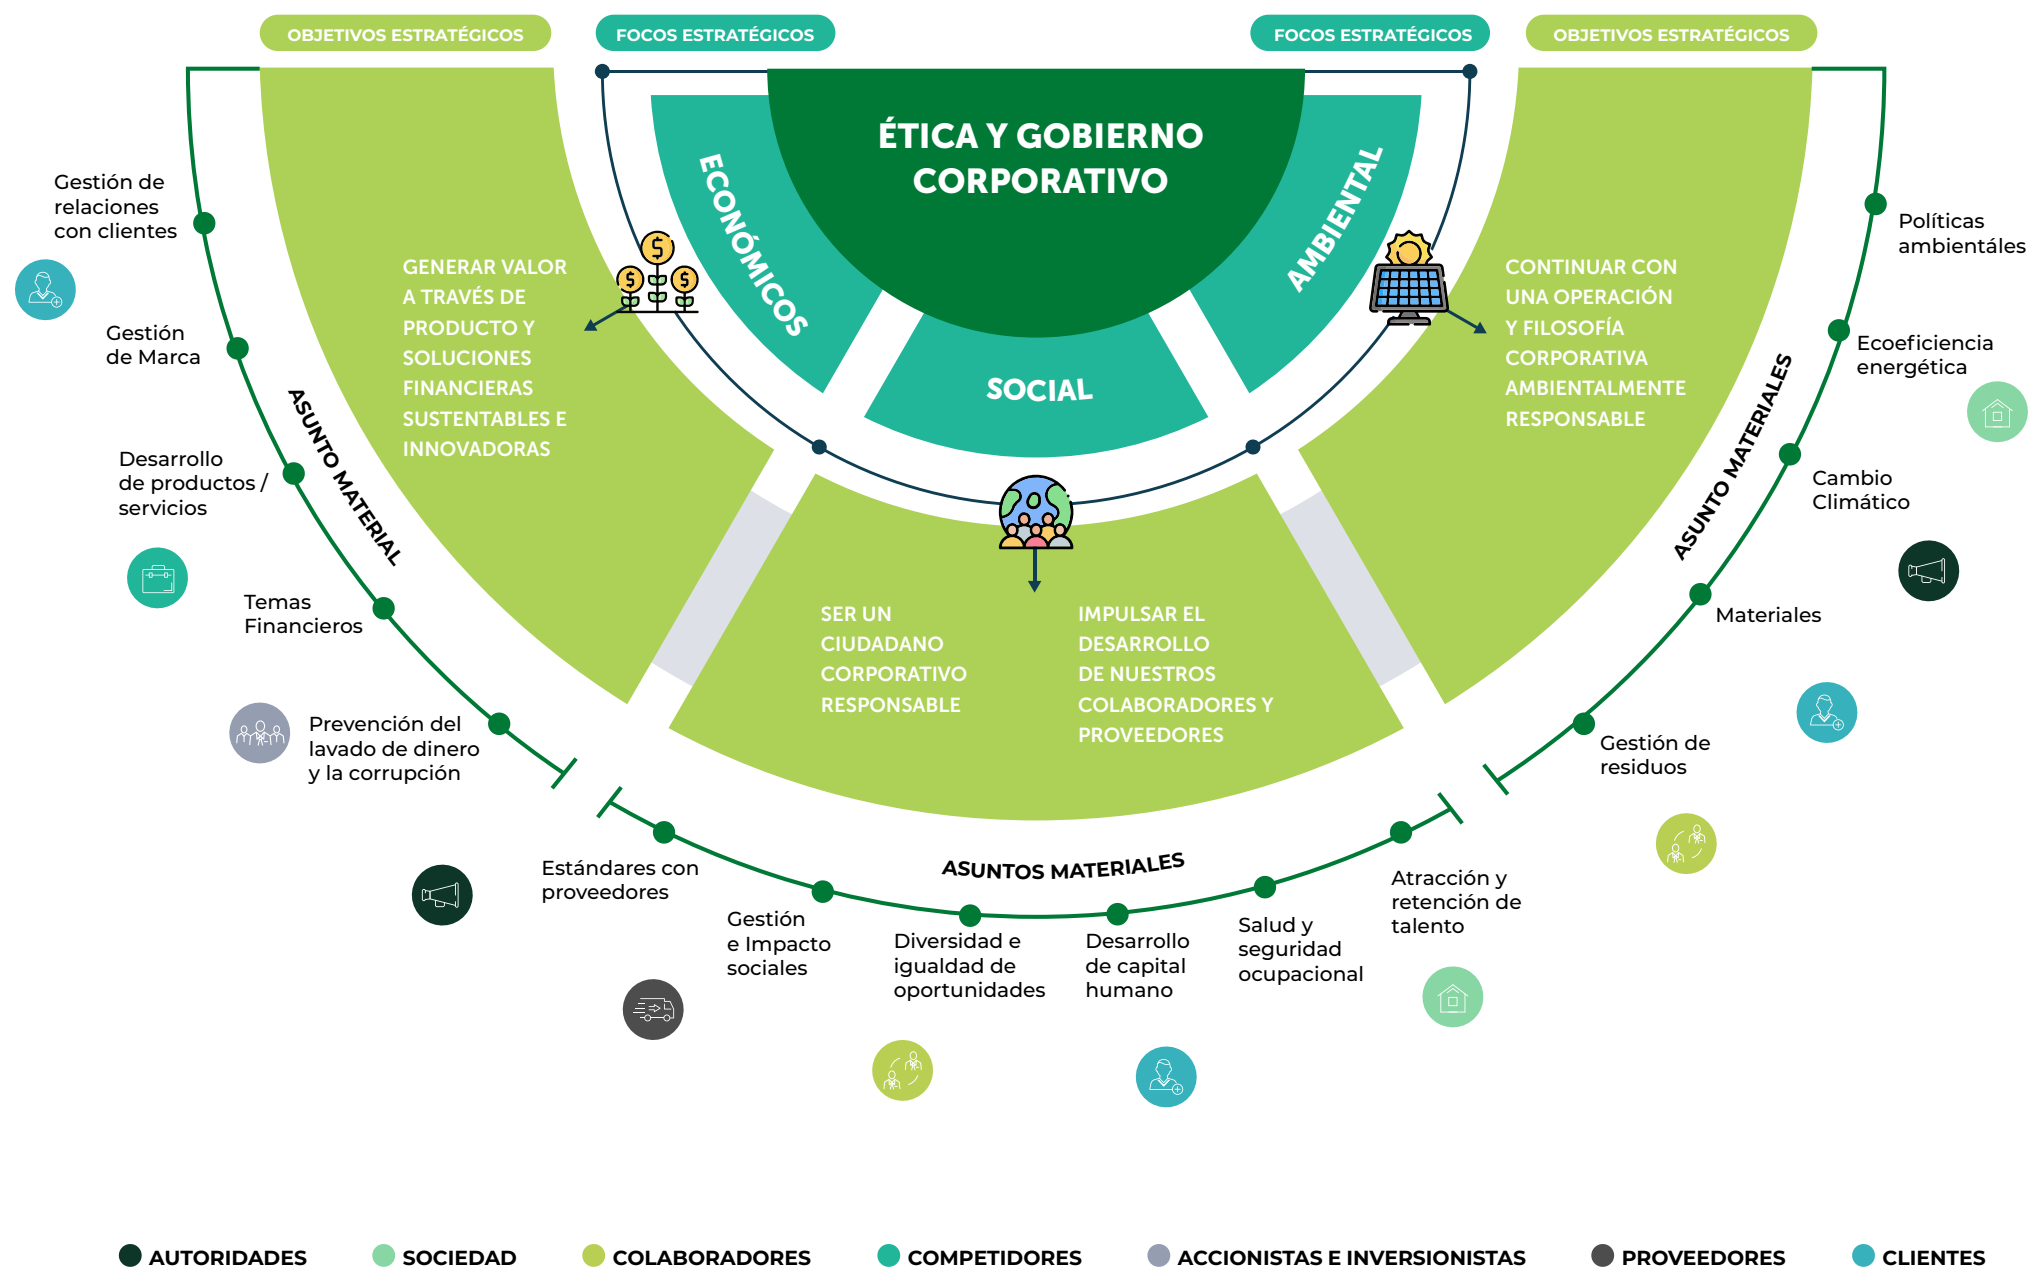 OBJETIVOS ESTRATÉGICOS
FOCOS ESTRATÉGICOS
FOCOS ESTRATÉGICOS
OBJETIVOS ESTRATÉGICOS
ÉTICA Y GOBIERNO
CORPORATIVO
ECONÓMICOS
SOCIAL
AMBIENTAL
GENERAR VALOR
A TRAVÉS DE
PRODUCTO Y
SOLUCIONES
FINANCIERAS
SUSTENTABLES E
INNOVADORAS
SER UN
CIUDADANO
CORPORATIVO
RESPONSABLE
IMPULSAR EL
DESARROLLO
DE NUESTROS
COLABORADORES Y
PROVEEDORES
CONTINUAR CON
UNA OPERACIÓN
Y FILOSOFÍA
CORPORATIVA
AMBIENTALMENTE
RESPONSABLE
ASUNTO MATERIAL
Gestión de
relaciones
con clientes
Gestión
de Marca
Desarrollo
de productos /
servicios
Temas
Financieros
Prevención del
lavado de dinero
y la corrupción
ASUNTOS MATERIALES
Estándares con
proveedores
Gestión
e Impacto
sociales
Diversidad e
igualdad de
oportunidades
Desarrollo
de capital
humano
Salud y
seguridad
ocupacional
Atracción y
retención de
talento
ASUNTO MATERIALES
Políticas
ambientáles
Ecoeficiencia
energética
Cambio
Climático
Materiales
Gestión de
residuos
AUTORIDADES
SOCIEDAD
COLABORADORES
COMPETIDORES
ACCIONISTAS E INVERSIONISTAS
PROVEEDORES
CLIENTES